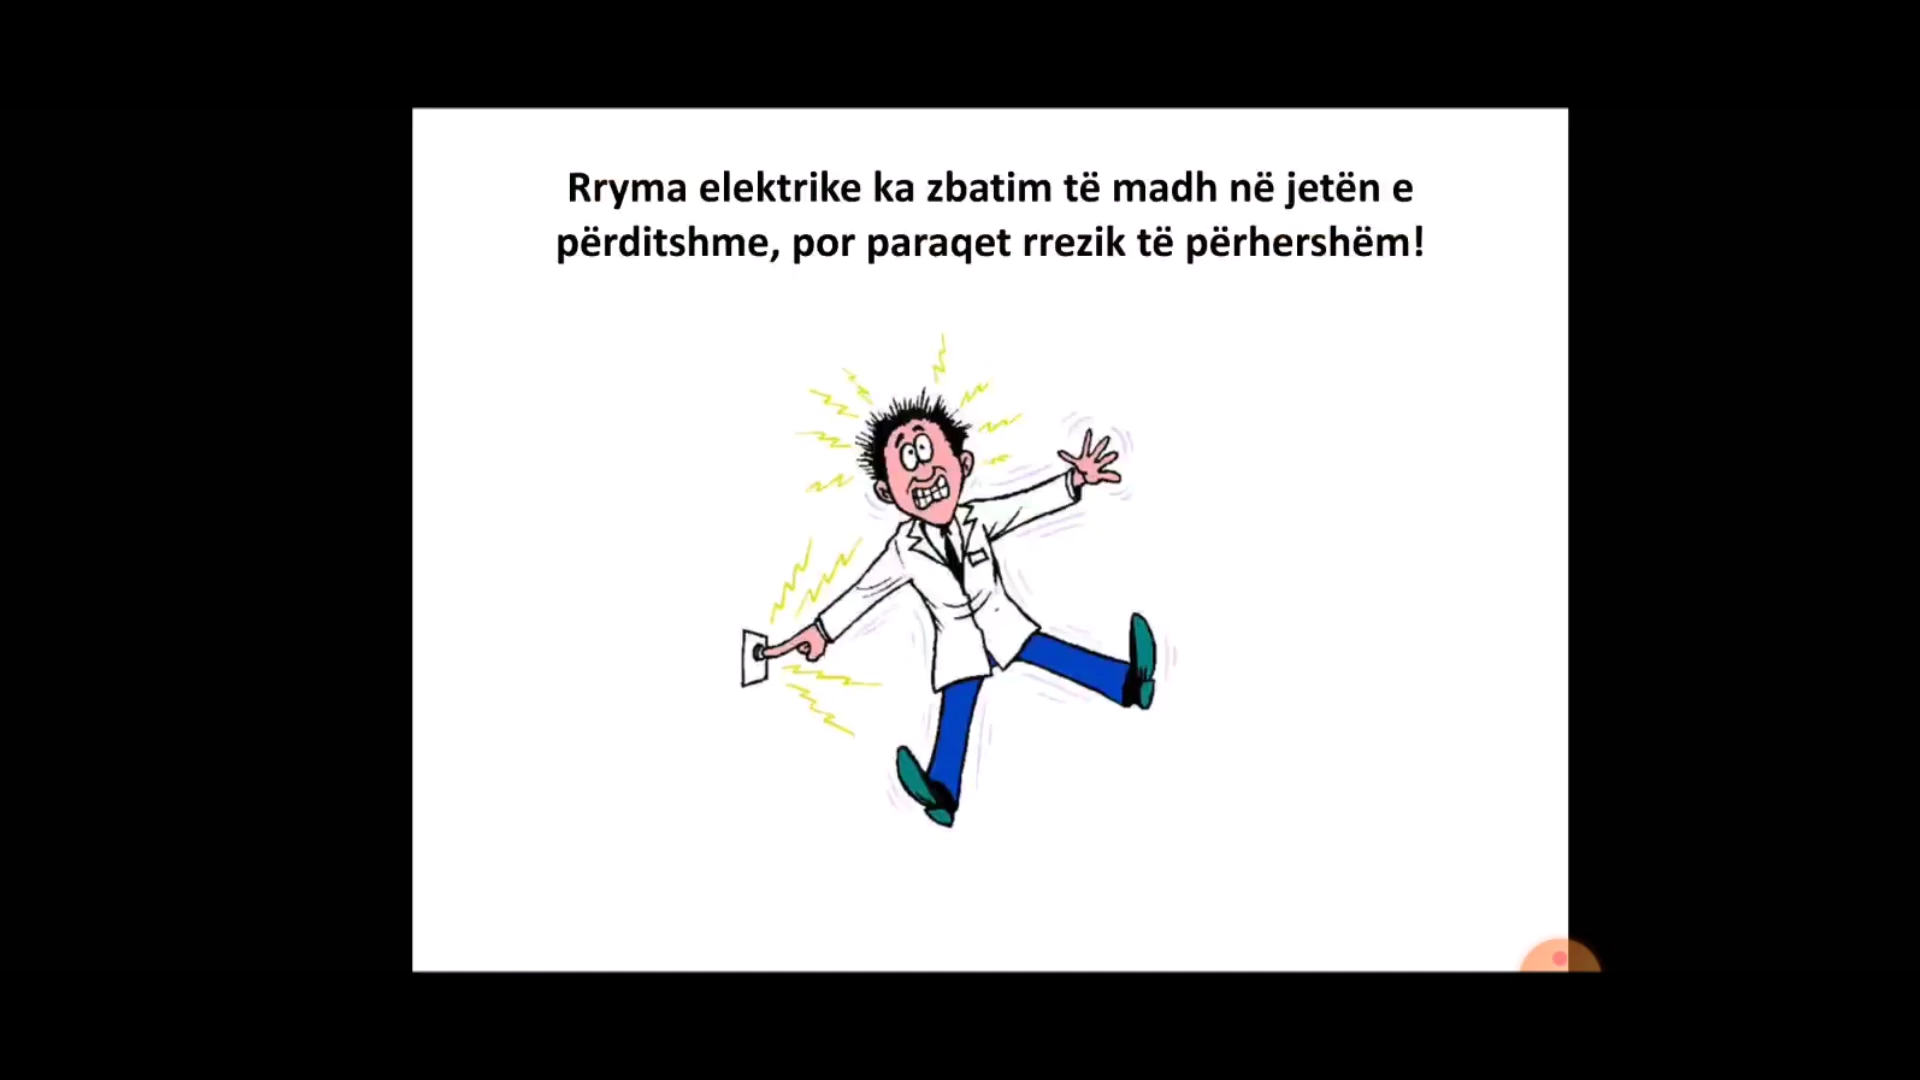 Rryma elektrike ka zbatim të madh në jetën e
përditshme, por paraqet rrezik të përhershëm!